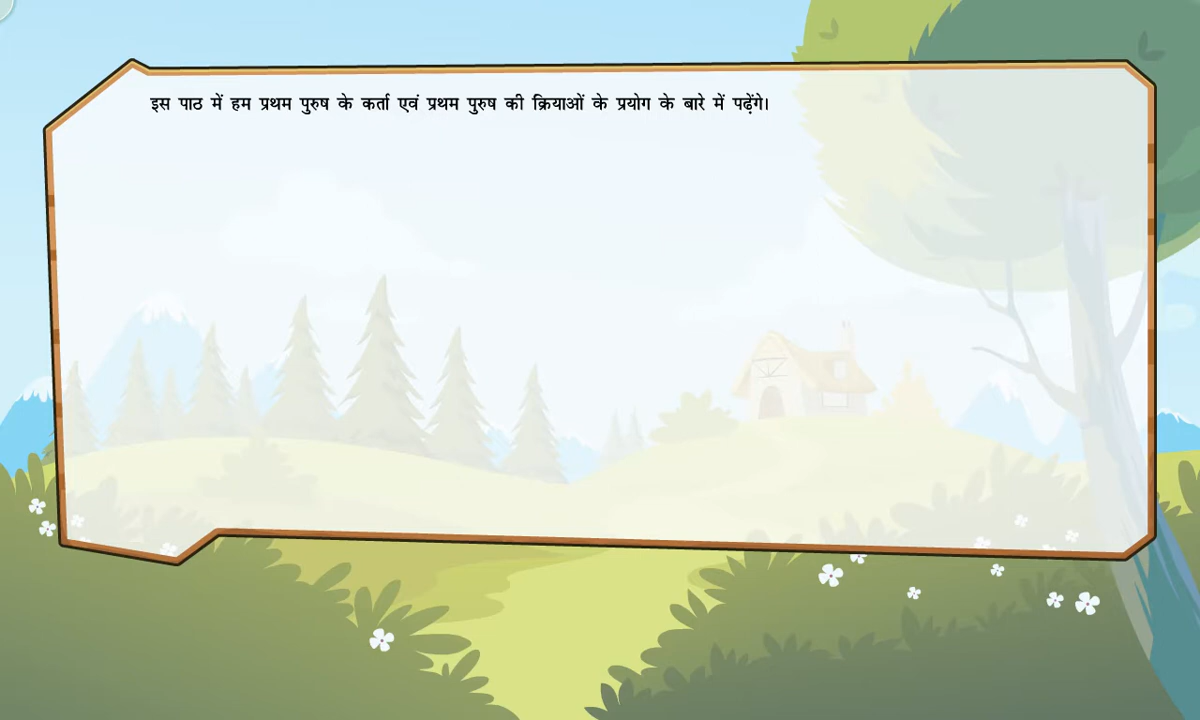 इस पाठ में हम प्रथम पुरुष के कर्ता एवं प्रथम पुरुष की क्रियाओं के प्रयोग के बारे में पढ़ेंगे।